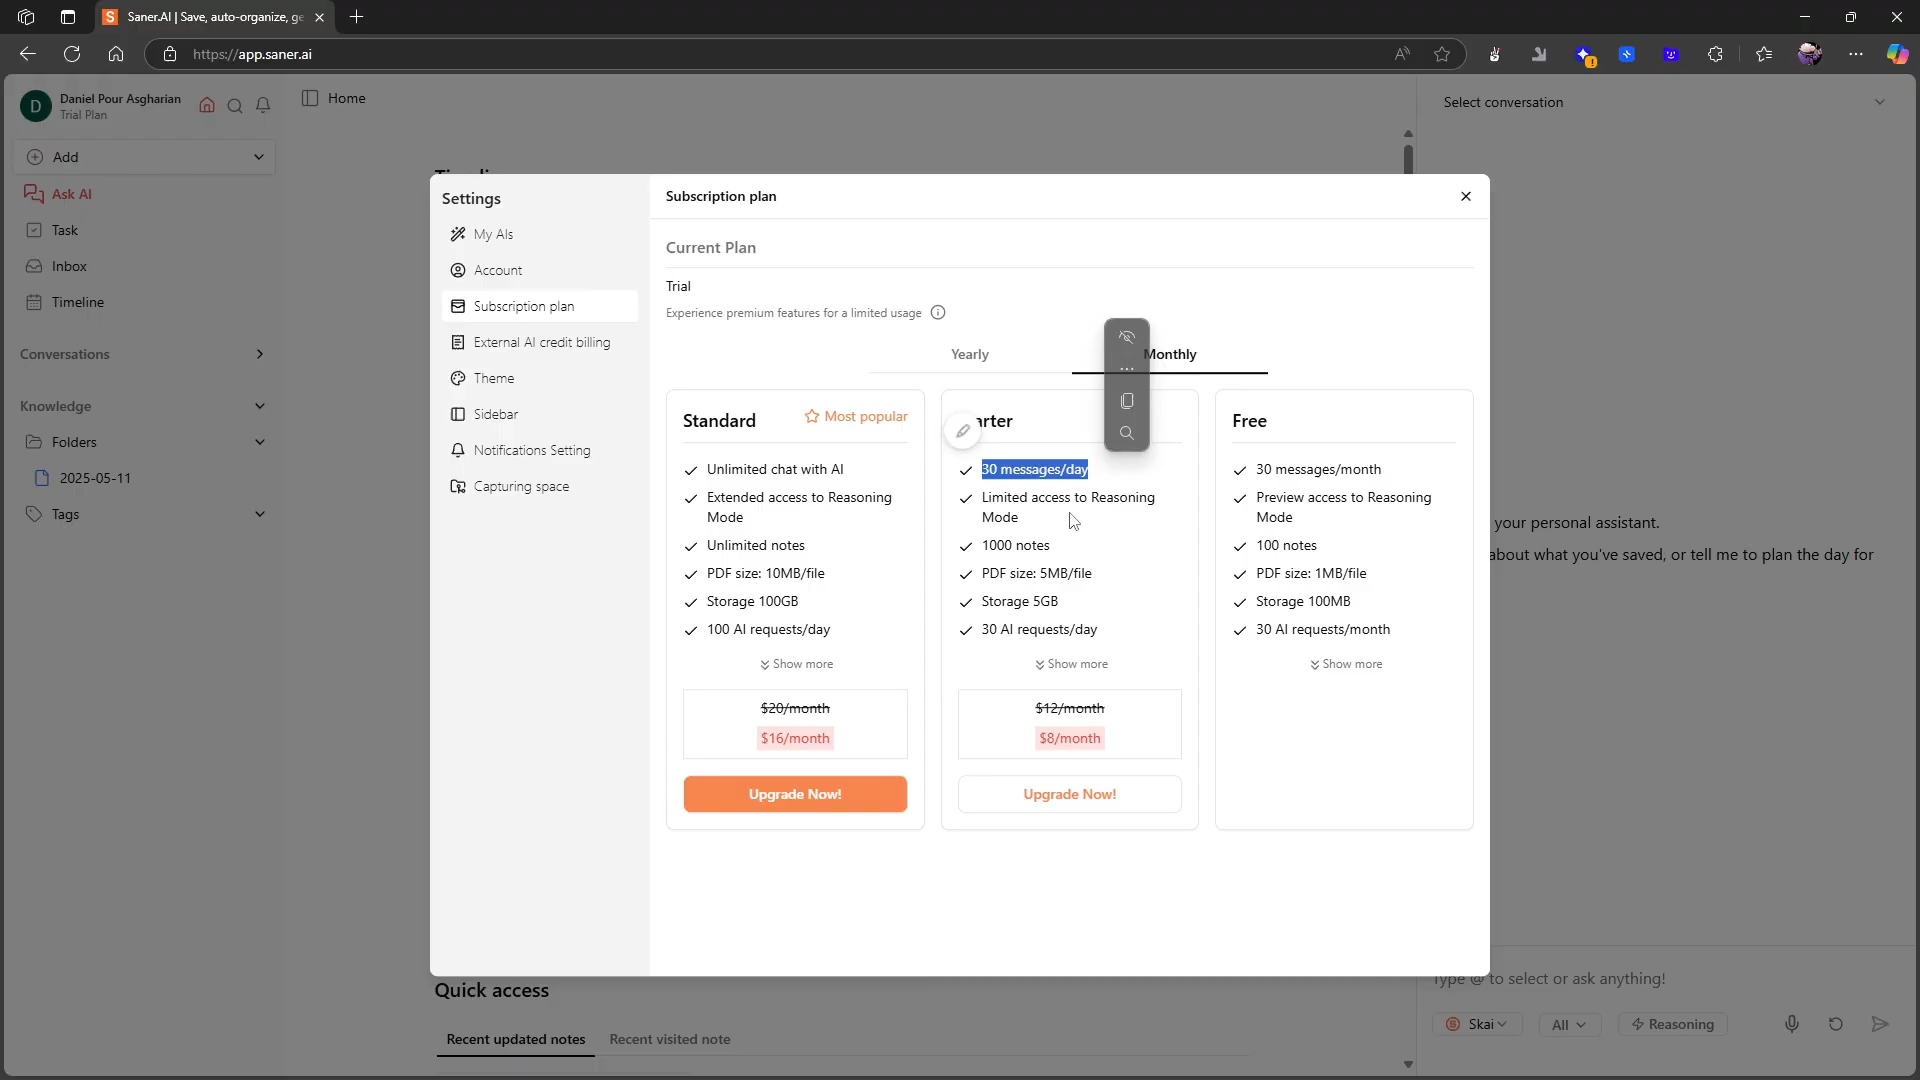 Saner.AI | Save, auto-organize, ge
https://app.saner.ai
D
Daniel Pour Asgharian
Trial Plan
Add
Ask AI
Task
Inbox
Timeline
Conversations
Knowledge
Folders
2025-05-11
Tags
Home
Settings
My AIs
Account
Subscription plan
External AI credit billing
Theme
Sidebar
Notifications Setting
Capturing space
Subscription plan
Current Plan
Trial
Experience premium features for a limited usage
Yearly
Monthly
Standard
Most popular
Unlimited chat with AI
Extended access to Reasoning
Mode
Unlimited notes
PDF size: 10MB/file
Storage 100GB
100 AI requests/day
Show more
$20/month
$16/month
Upgrade Now!
arter
30 messages/day
Limited access to Reasoning
Mode
1000 notes
PDF size: 5MB/file
Storage 5GB
30 AI requests/day
Show more
$12/month
$8/month
Upgrade Now!
Free
30 messages/month
Preview access to Reasoning
Mode
100 notes
PDF size: 1MB/file
Storage 100MB
30 AI requests/month
Show more
Quick access
Recent updated notes
Recent visited note
Select conversation
your personal assistant.
about what you've saved, or tell me to plan the day for
Type @ to select or ask anything!
Skai
All
Reasoning